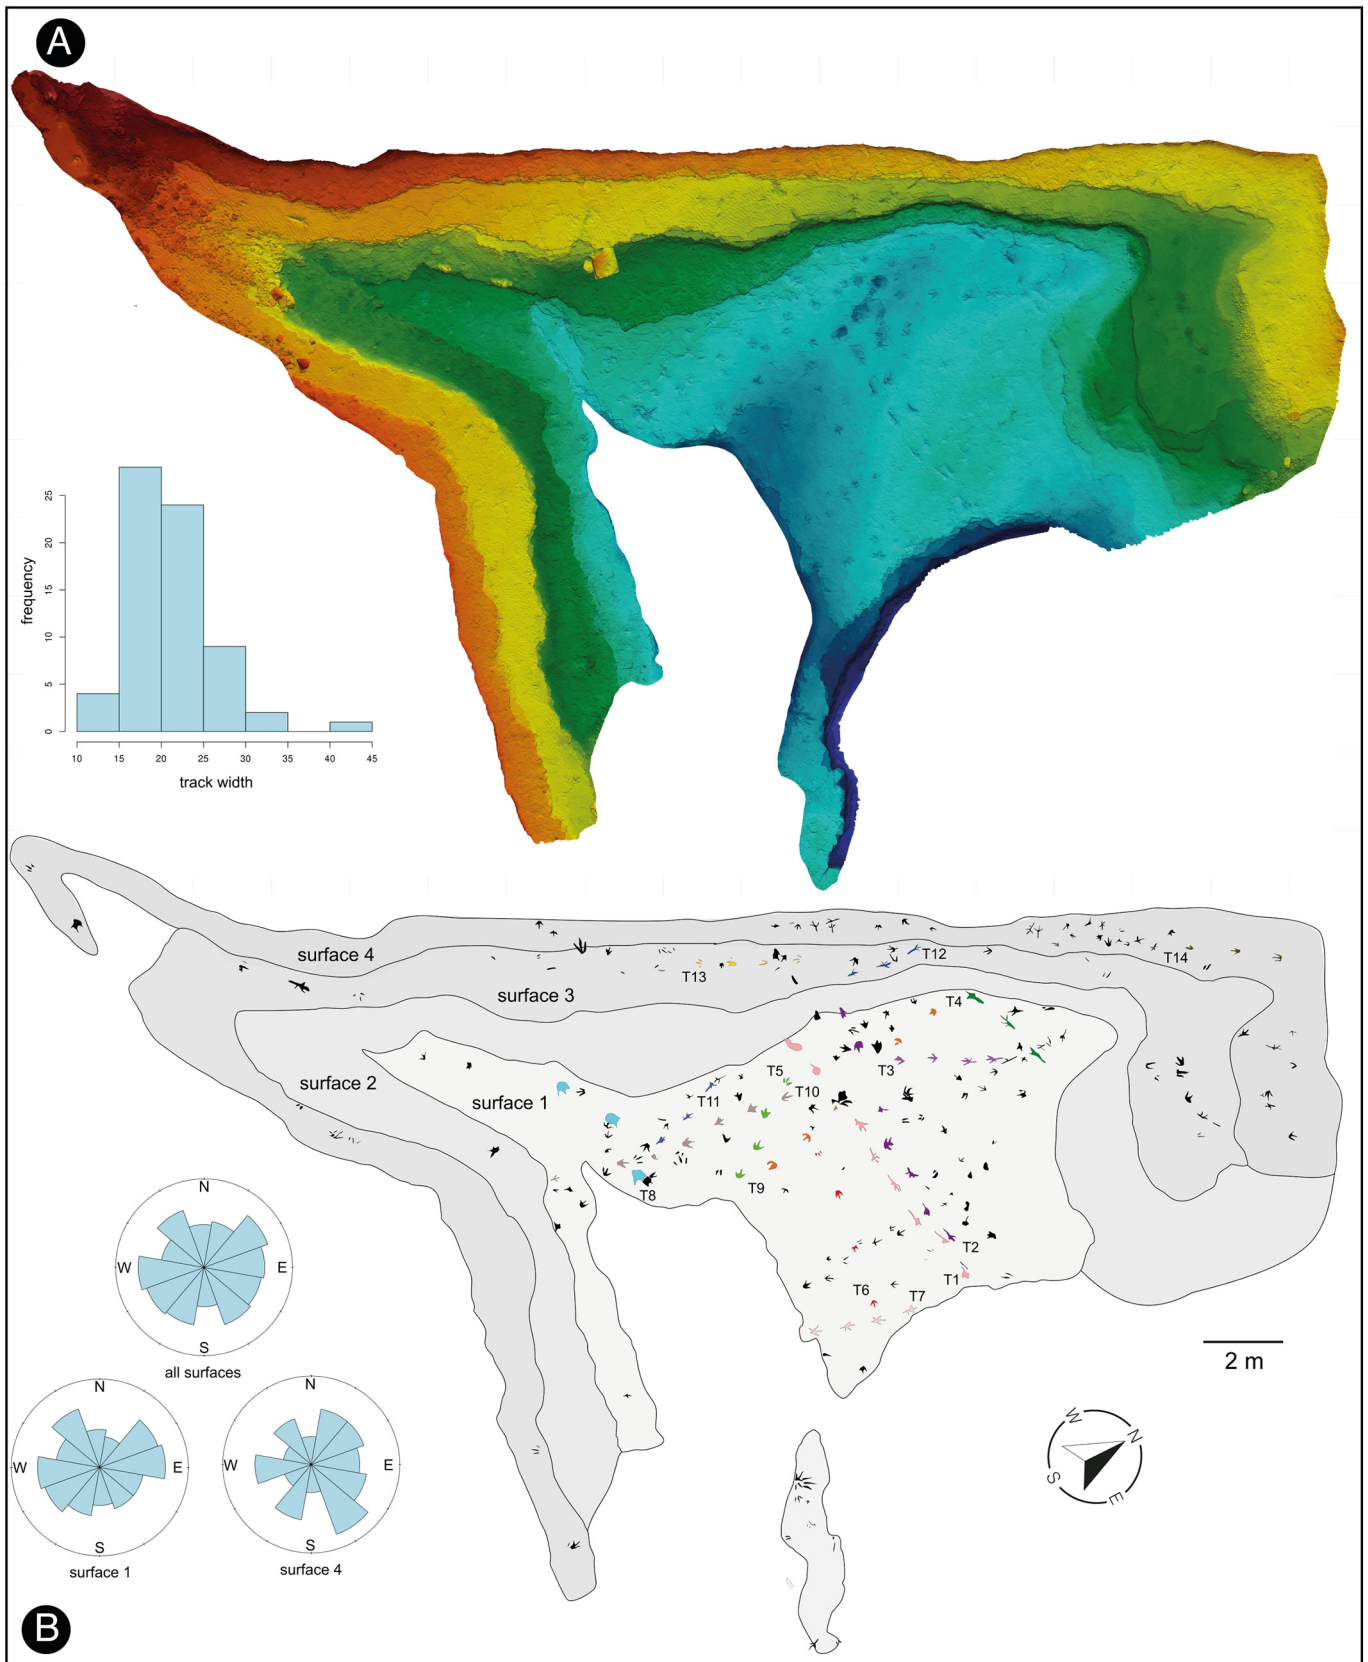 A
25
20
15
10
5
0
frequency
10 15 20 25 30 35 40 45
track width
surface 4
T12
T14
T13
surface 3
T4
T3
T5
surface 2
T10
surface 1
T11
T9
T8
N
W E
S
all surfaces
T2
T1
T6
T7
2 m
N
W E
S
surface 1
N
W E
S
surface 4
W
N
S
E
B